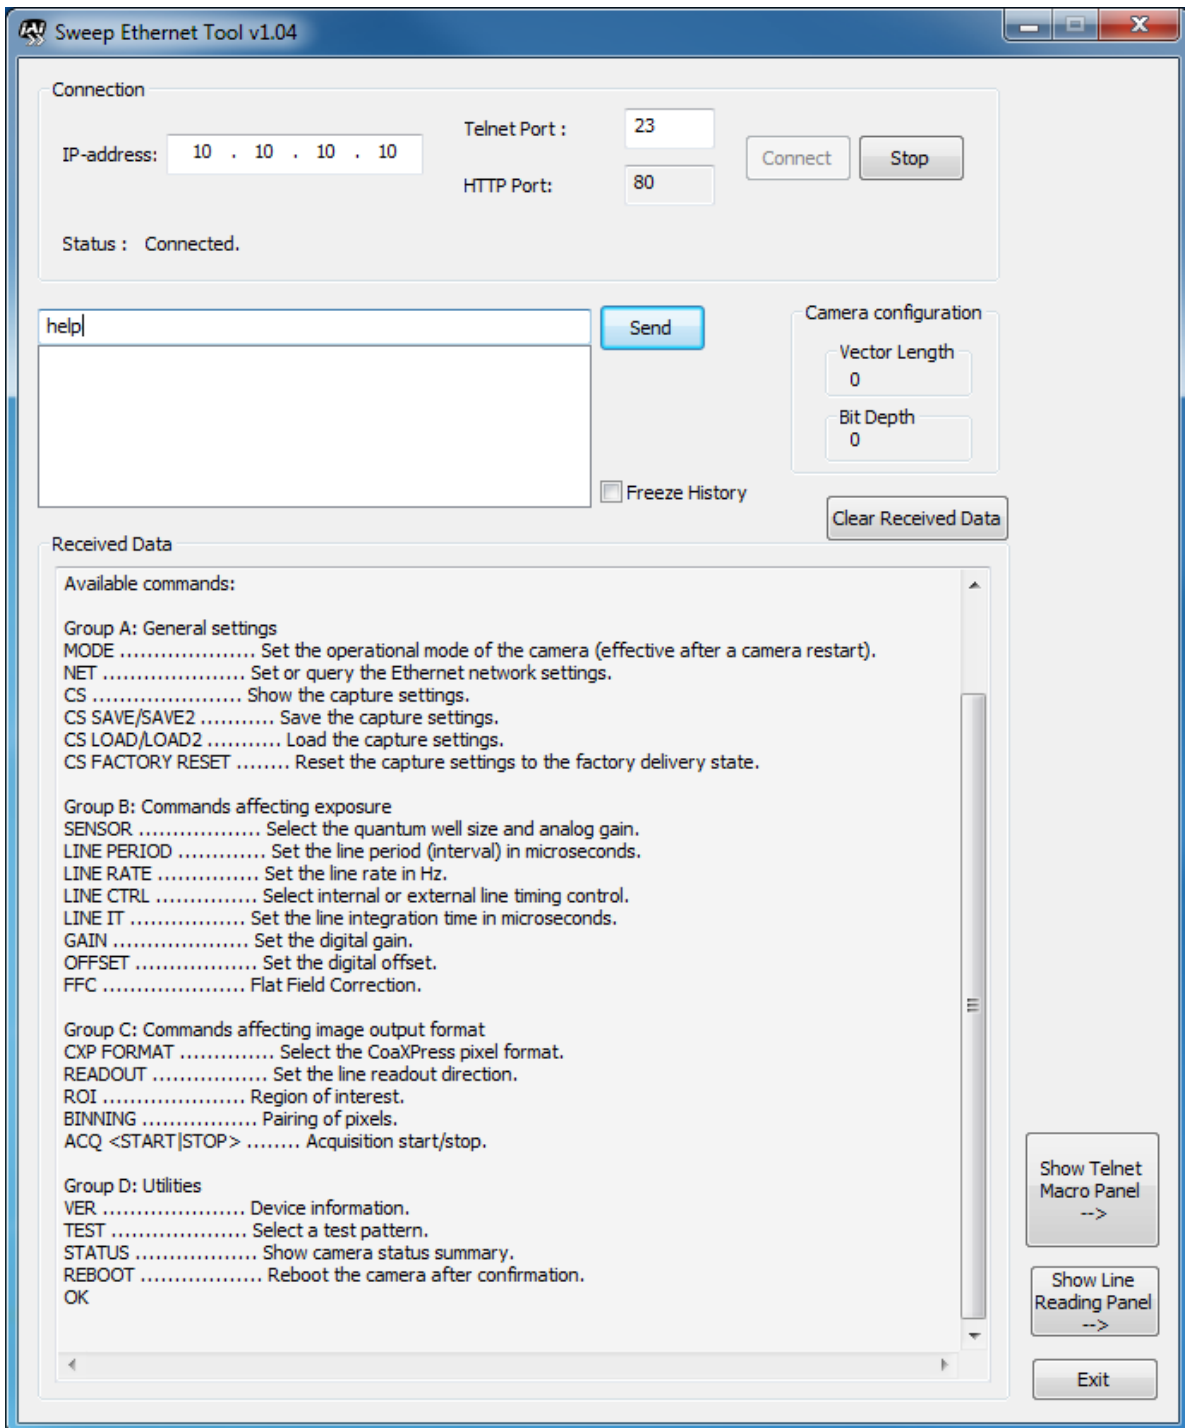 Sweep Ethernet Tool v1.04
Connection
IP-address: 10 . 10 . 10 . 10
Telnet Port : 23
HTTP Port: 80
Connect
Stop
Status : Connected.
help
Send
Camera configuration
Vector Length
0
Bit Depth
0
Freeze History
Clear Received Data
Received Data
Available commands:
Group A: General settings
MODE .................... Set the operational mode of the camera (effective after a camera restart).
NET ..................... Set or query the Ethernet network settings.
CS ...................... Show the capture settings.
CS SAVE/SAVE2 ........... Save the capture settings.
CS LOAD/LOAD2 ........... Load the capture settings.
CS FACTORY RESET ........ Reset the capture settings to the factory delivery state.
Group B: Commands affecting exposure
SENSOR .................. Select the quantum well size and analog gain.
LINE PERIOD ............. Set the line period (interval) in microseconds.
LINE RATE ............... Set the line rate in Hz.
LINE CTRL ............... Select internal or external line timing control.
LINE IT ................. Set the line integration time in microseconds.
GAIN .................... Set the digital gain.
OFFSET .................. Set the digital offset.
FFC ..................... Flat Field Correction.
Group C: Commands affecting image output format
CXP FORMAT .............. Select the CoaXPress pixel format.
READOUT ................. Set the line readout direction.
ROI ..................... Region of interest.
BINNING ................. Pairing of pixels.
ACQ <START|STOP> ........ Acquisition start/stop.
Group D: Utilities
VER ..................... Device information.
TEST .................... Select a test pattern.
STATUS .................. Show camera status summary.
REBOOT .................. Reboot the camera after confirmation.
OK
Show Telnet
Macro Panel
-->
Show Line
Reading Panel
-->
Exit